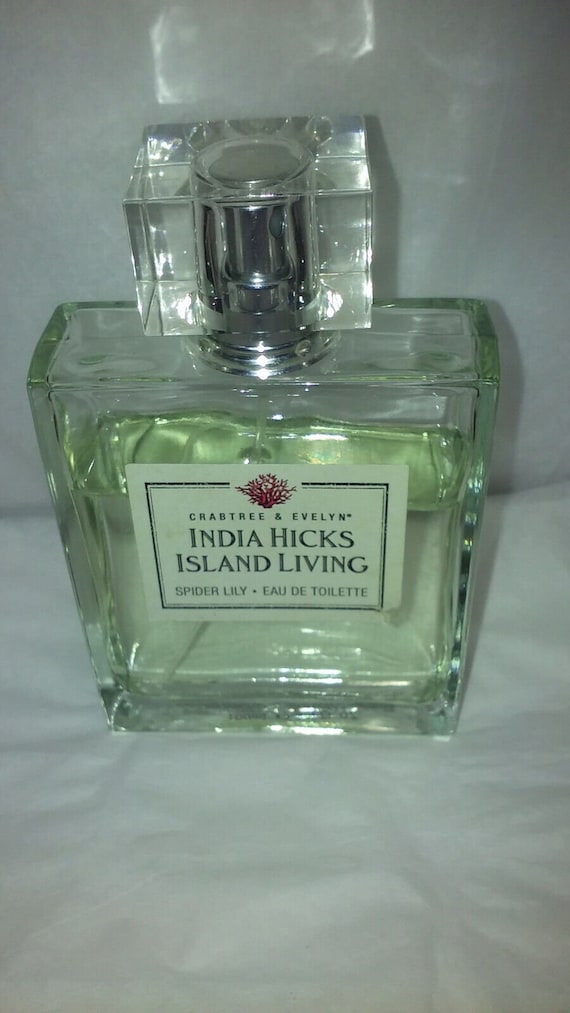 CRABTREE & EVELYN®
INDIA HICKS
ISLAND LIVING
SPIDER LILY • EAU DE TOILETTE